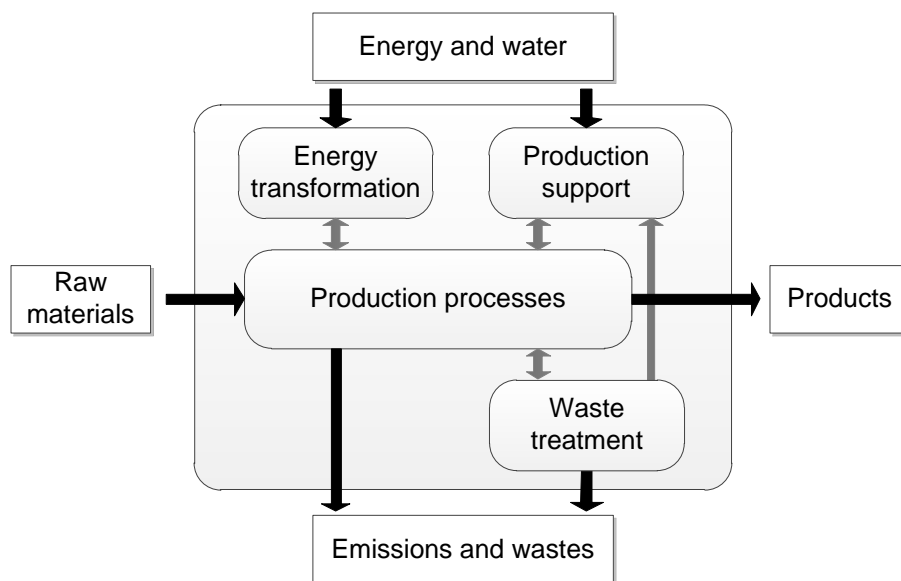 Energy and water
Energy
transformation
Production
support
Raw
materials
Production processes
Products
Waste
treatment
Emissions and wastes